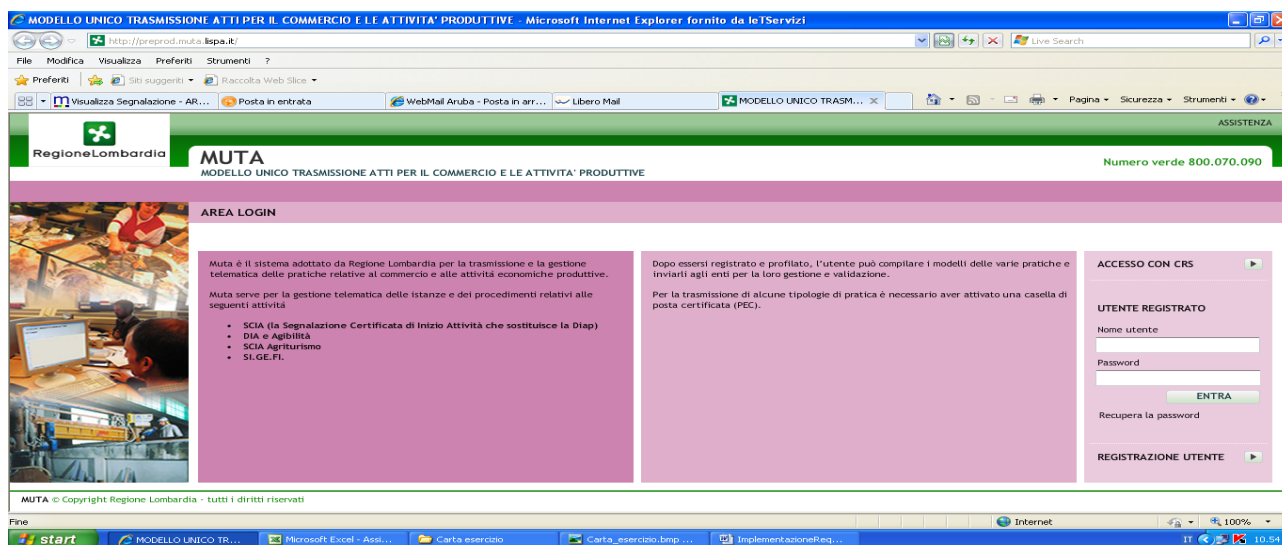 MODELLO UNICO TRASMISSIONE ATTI PER IL COMMERCIO E LE ATTIVITA' PRODUTTIVE - Microsoft Internet Explorer fornito da IeTServizi
http://preprod.muta.lispa.it/
Live Search
File Modifica Visualizza Preferiti Strumenti ?
Preferiti Siti suggeriti Raccolta Web Slice
Visualizza Segnalazione - AR... Posta in entrata WebMail Aruba - Posta in arr... Libero Mail MODELLO UNICO TRASM... Pagina Sicurezza Strumenti
ASSISTENZA
RegioneLombardia
MUTA
MODELLO UNICO TRASMISSIONE ATTI PER IL COMMERCIO E LE ATTIVITA' PRODUTTIVE
Numero verde 800.070.090
AREA LOGIN
Muta è il sistema adottato da Regione Lombardia per la trasmissione e la gestione
telematica delle pratiche relative al commercio e alle attività economiche produttive.
Muta serve per la gestione telematica delle istanze e dei procedimenti relativi alle
seguenti attività
• SCIA (la Segnalazione Certificata di Inizio Attività che sostituisce la Diap)
• DIA e Agibilità
• SCIA Agriturismo
• SI.GE.FI.
Dopo essersi registrato e profilato, l'utente può compilare i modelli delle varie pratiche e
inviarli agli enti per la loro gestione e validazione.
Per la trasmissione di alcune tipologie di pratica è necessario aver attivato una casella di
posta certificata (PEC).
ACCESSO CON CRS
UTENTE REGISTRATO
Nome utente
Password
ENTRA
Recupera la password
REGISTRAZIONE UTENTE
MUTA © Copyright Regione Lombardia - tutti i diritti riservati
Fine Internet 100%
start MODELLO UNICO TR... Microsoft Excel - Assi... Carta esercizio Carta_esercizio.bmp ... ImplementazioneReq... IT 10.54